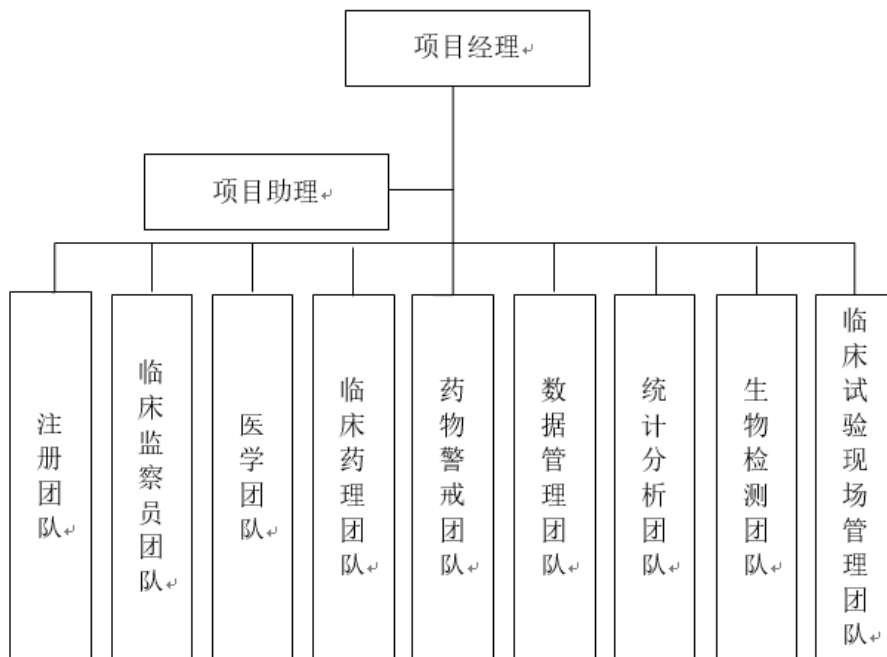 项目经理
项目助理
注册团队
临床监察员团队
医学团队
临床药理团队
药物警戒团队
数据管理团队
统计分析团队
生物检测团队
临床试验现场管理团队